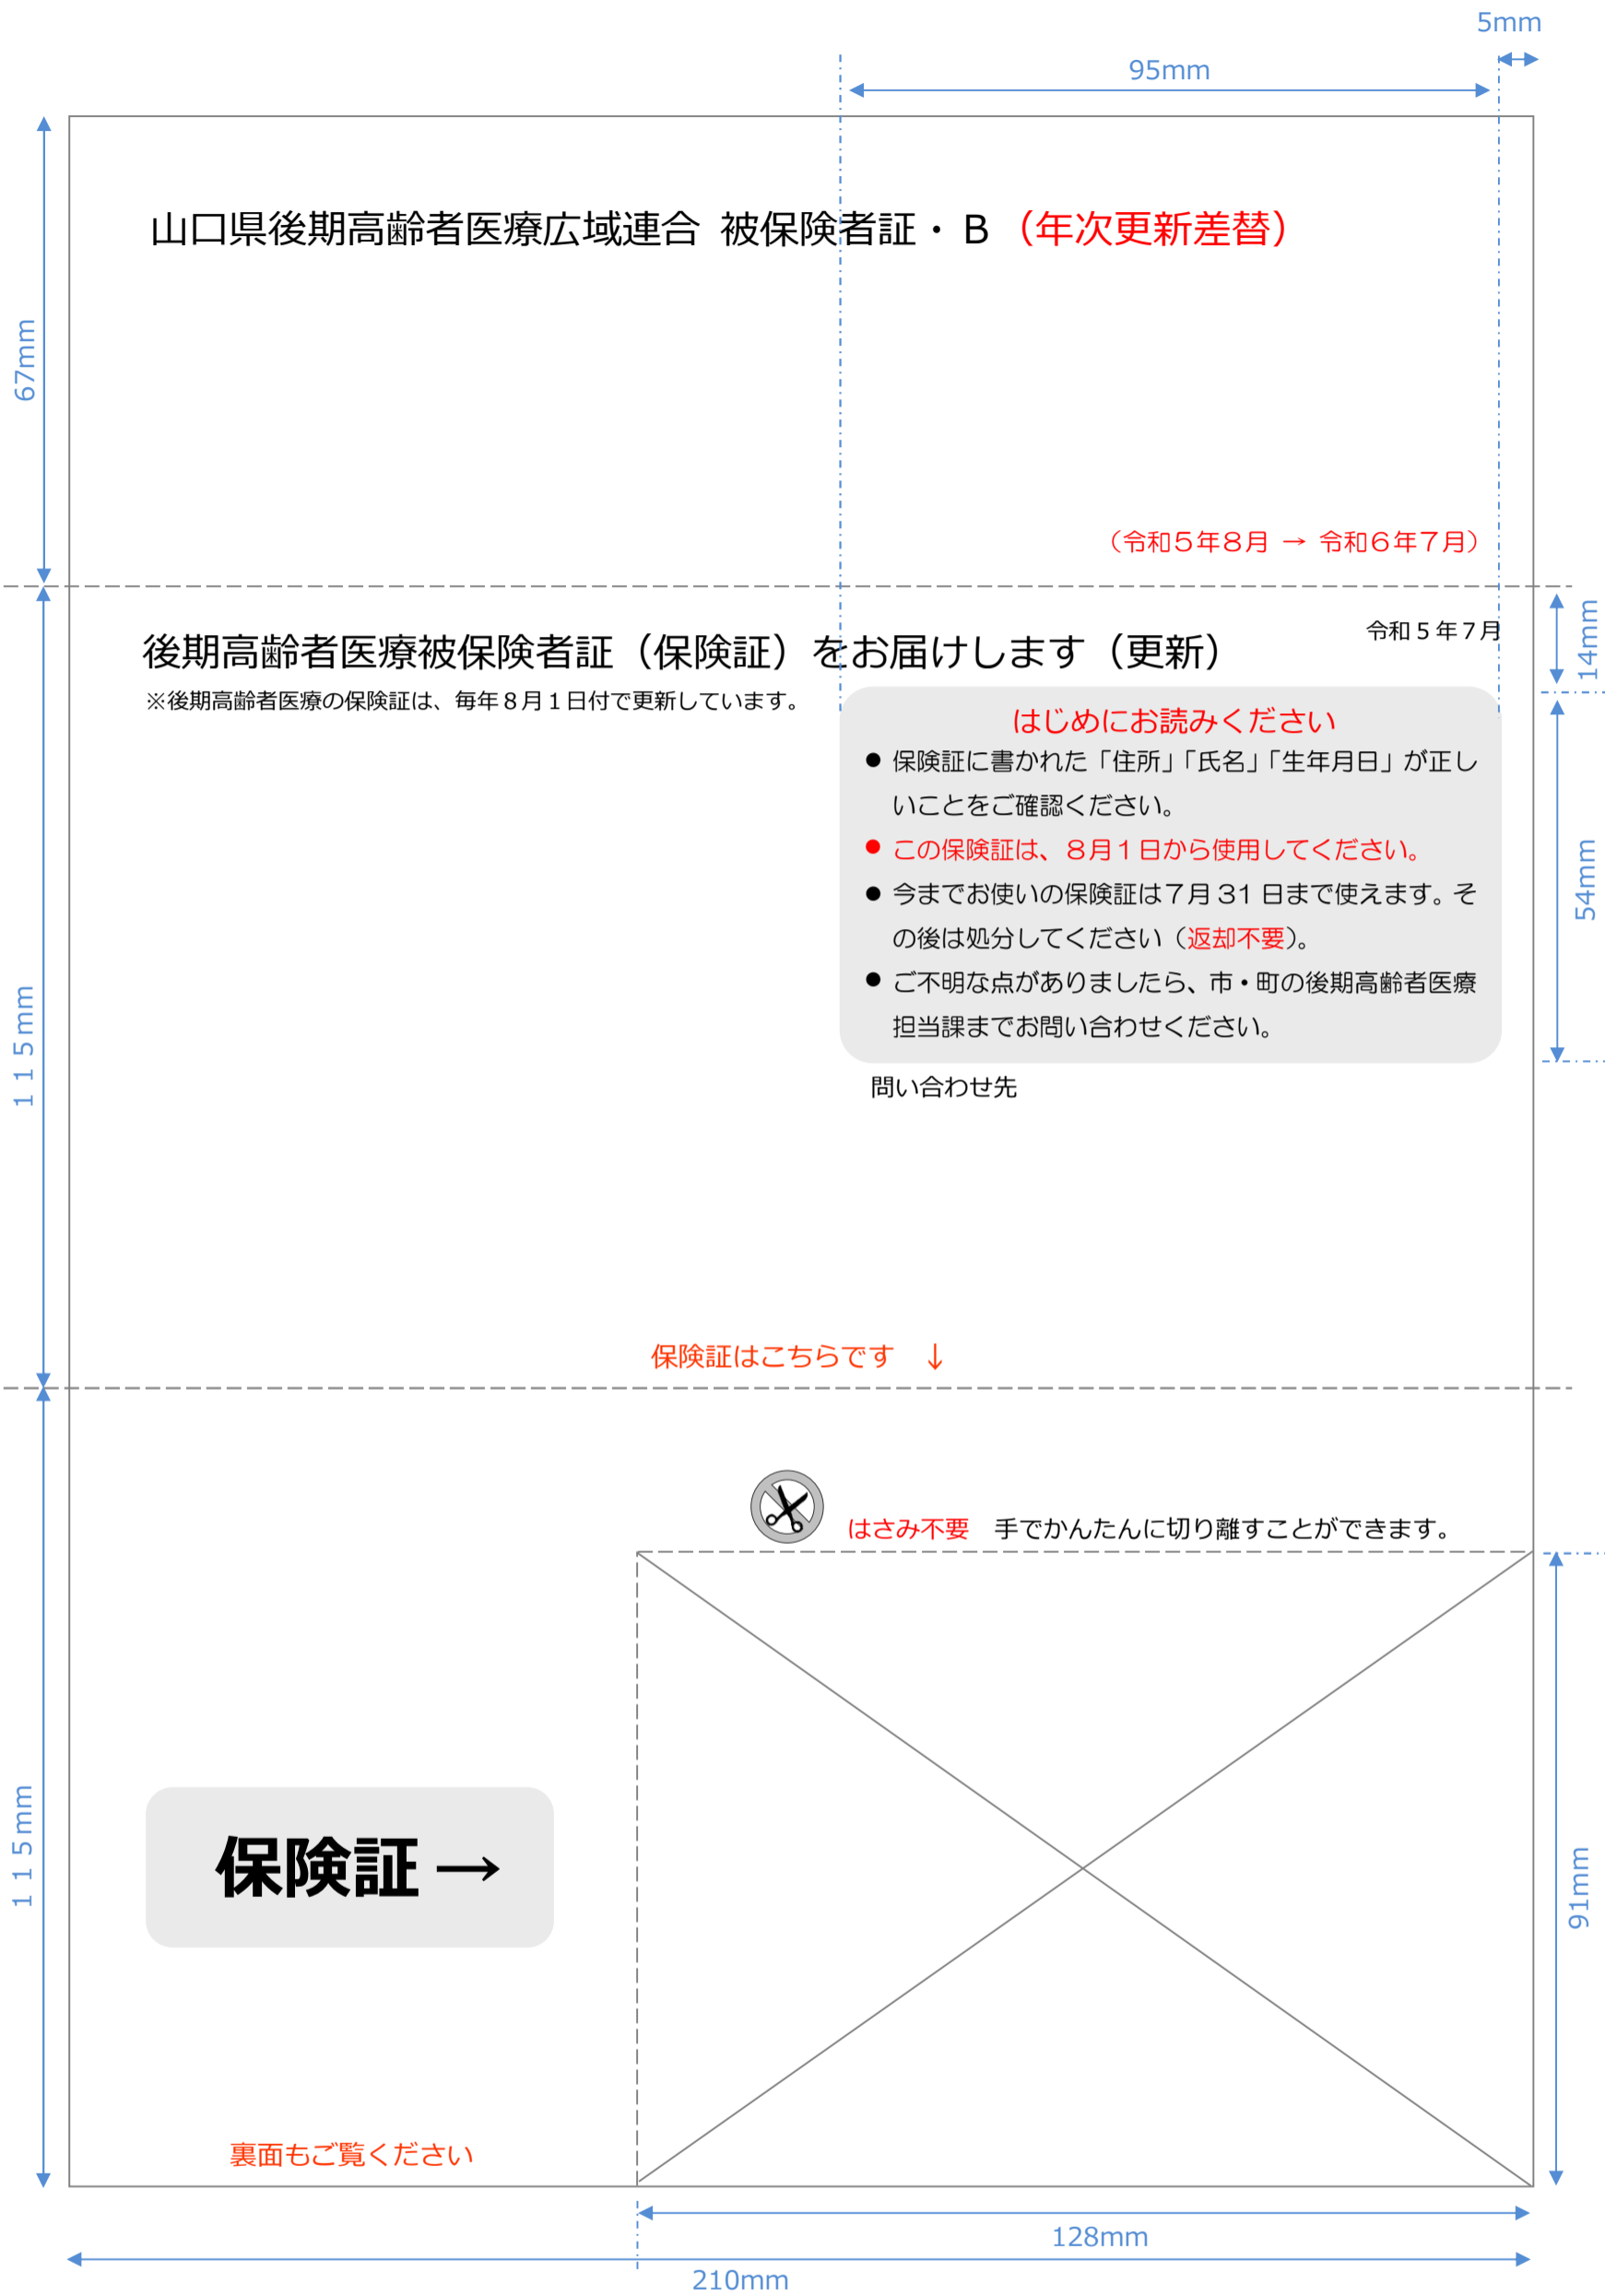 5mm
95mm
山口県後期高齢者医療広域連合 被保険者証・B（年次更新差替）
67mm
（令和５年８月 → 令和６年７月）
令和５年７月
14mm
後期高齢者医療被保険者証（保険証）をお届けします（更新）
※後期高齢者医療の保険証は、毎年８月１日付で更新しています。
はじめにお読みください
● 保険証に書かれた「住所」「氏名」「生年月日」が正し
いことをご確認ください。
● この保険証は、８月１日から使用してください。
● 今までお使いの保険証は７月 31 日まで使えます。そ
の後は処分してください（返却不要）。
● ご不明な点がありましたら、市・町の後期高齢者医療
担当課までお問い合わせください。
54mm
115mm
問い合わせ先
保険証はこちらです　↓
はさみ不要　手でかんたんに切り離すことができます。
115mm
保険証→
91mm
裏面もご覧ください
128mm
210mm